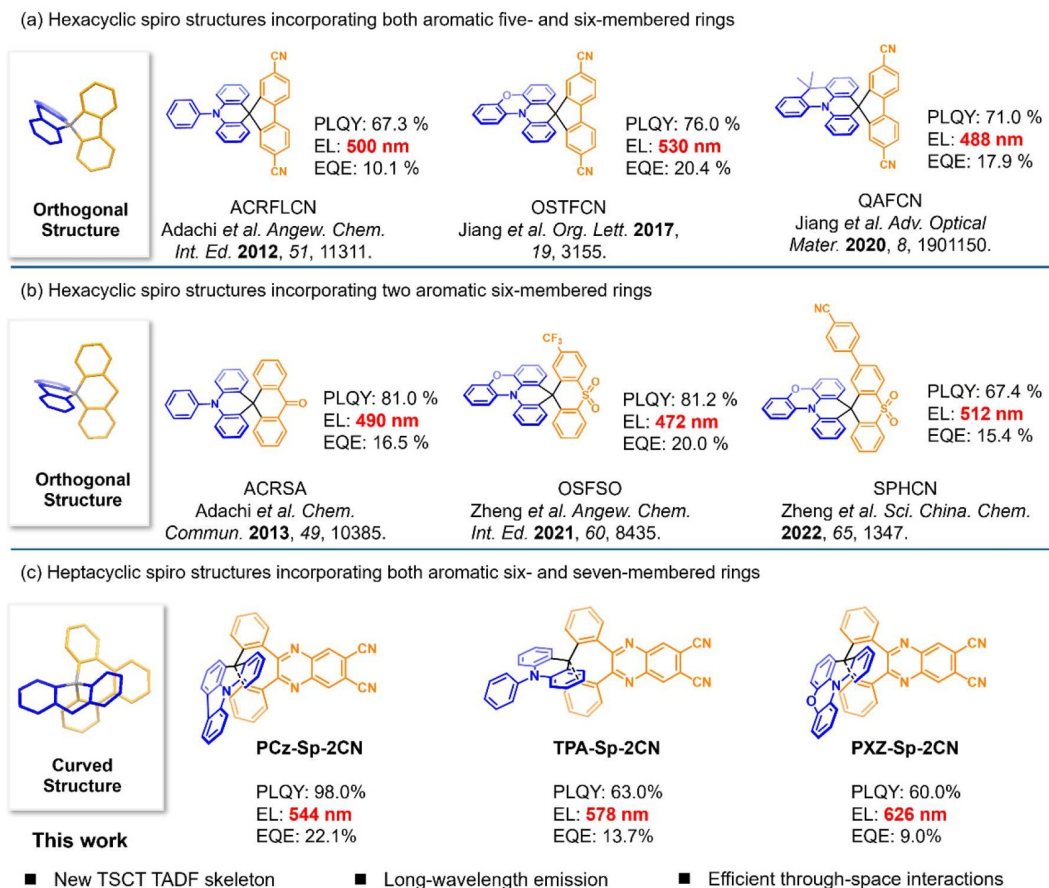 (a) Hexacyclic spiro structures incorporating both aromatic five- and six-membered rings
Orthogonal
Structure
N
CN
CN
PLQY: 67.3 %
EL: 500 nm
EQE: 10.1 %
ACRFLCN
Adachi et al. Angew. Chem.
Int. Ed. 2012, 51, 11311.
O
N
CN
CN
PLQY: 76.0 %
EL: 530 nm
EQE: 20.4 %
OSTFCN
Jiang et al. Org. Lett. 2017,
19, 3155.
N
CN
CN
PLQY: 71.0 %
EL: 488 nm
EQE: 17.9 %
QAFCN
Jiang et al. Adv. Optical
Mater. 2020, 8, 1901150.
(b) Hexacyclic spiro structures incorporating two aromatic six-membered rings
Orthogonal
Structure
N
O
PLQY: 81.0 %
EL: 490 nm
EQE: 16.5 %
ACRSA
Adachi et al. Chem.
Commun. 2013, 49, 10385.
CF3
O
N
S
O
O
PLQY: 81.2 %
EL: 472 nm
EQE: 20.0 %
OSFSO
Zheng et al. Angew. Chem.
Int. Ed. 2021, 60, 8435.
NC
O
N
S
O
O
PLQY: 67.4 %
EL: 512 nm
EQE: 15.4 %
SPHCN
Zheng et al. Sci. China. Chem.
2022, 65, 1347.
(c) Heptacyclic spiro structures incorporating both aromatic six- and seven-membered rings
Curved
Structure
This work
N
N
N
CN
CN
PCz-Sp-2CN
PLQY: 98.0%
EL: 544 nm
EQE: 22.1%
N
N
N
CN
CN
TPA-Sp-2CN
PLQY: 63.0%
EL: 578 nm
EQE: 13.7%
N
N
N
O
CN
CN
PXZ-Sp-2CN
PLQY: 60.0%
EL: 626 nm
EQE: 9.0%
■ New TSCT TADF skeleton ■ Long-wavelength emission ■ Efficient through-space interactions